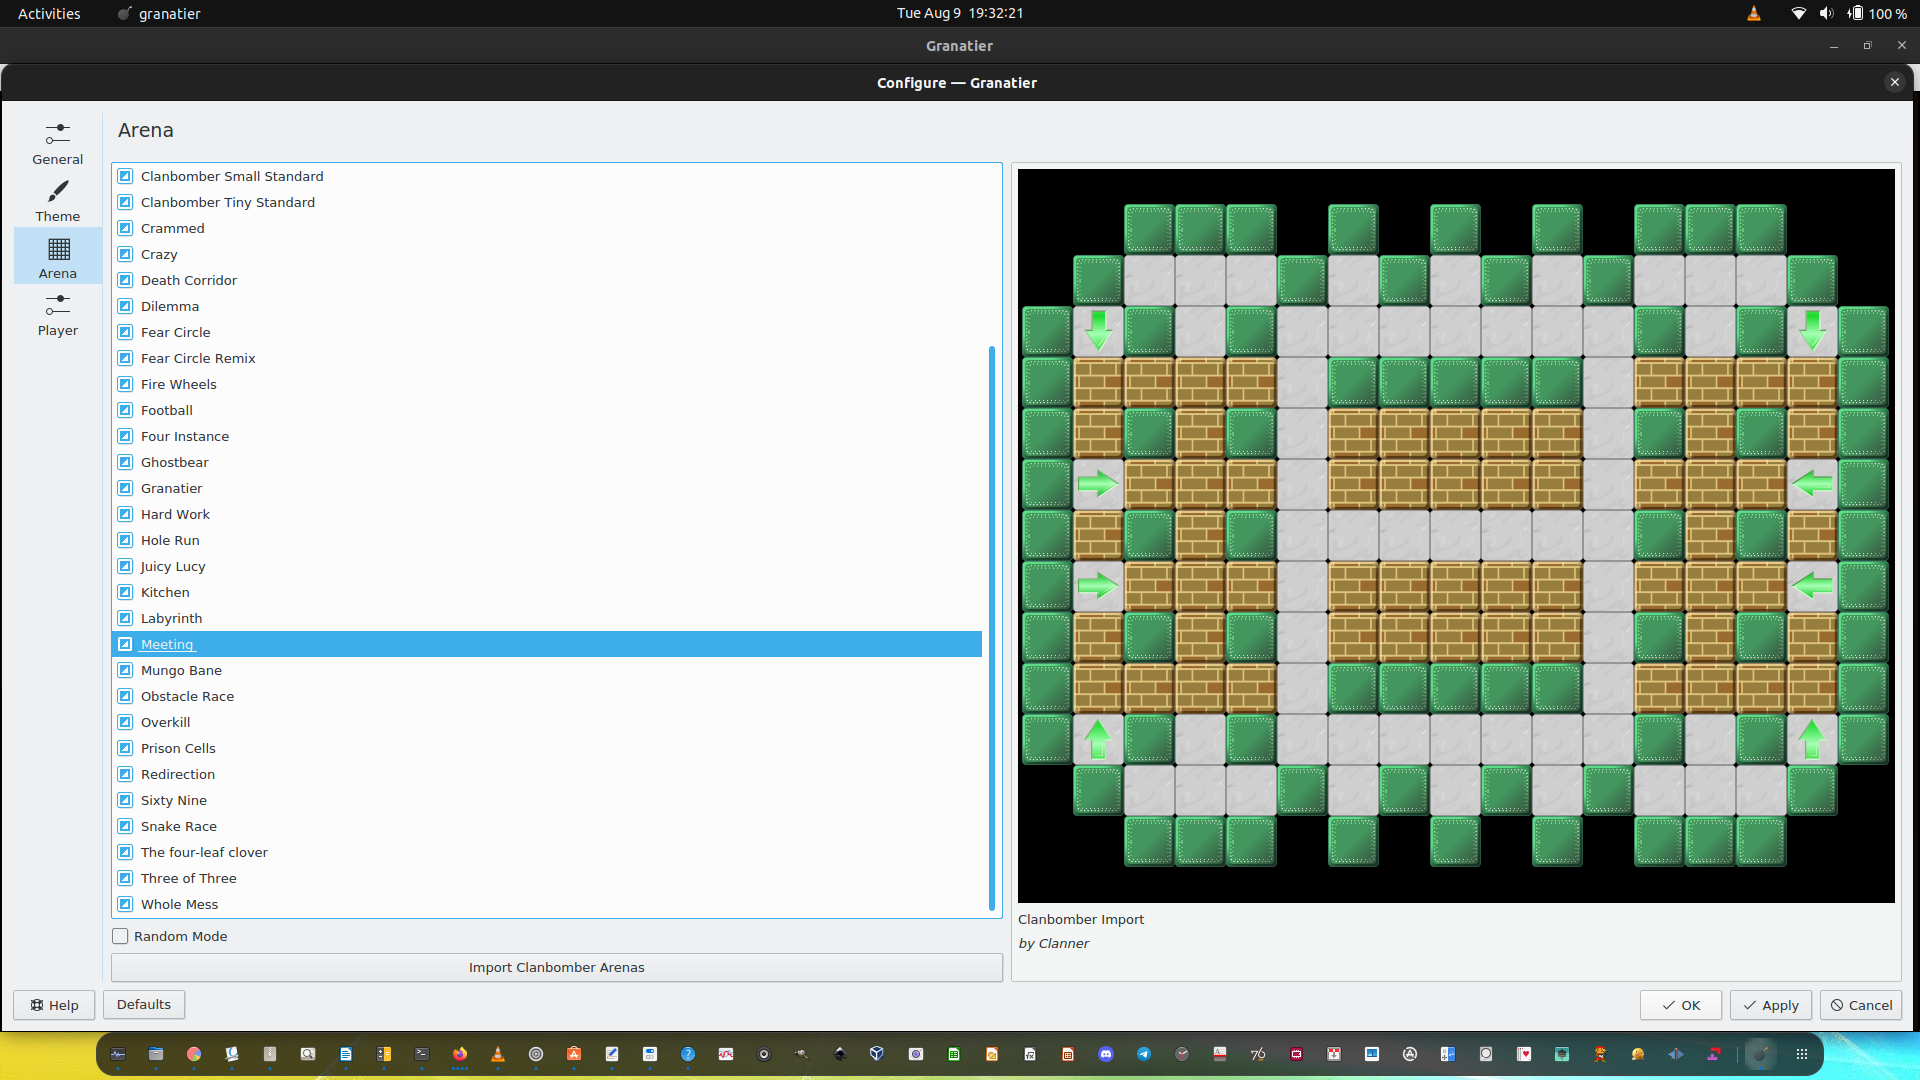 Activities
granatier
Tue Aug 9 19:32:21
100 %
Granatier
Configure — Granatier
General
Theme
Arena
Player
Arena
Clanbomber Small Standard
Clanbomber Tiny Standard
Crammed
Crazy
Death Corridor
Dilemma
Fear Circle
Fear Circle Remix
Fire Wheels
Football
Four Instance
Ghostbear
Granatier
Hard Work
Hole Run
Juicy Lucy
Kitchen
Labyrinth
Meeting
Mungo Bane
Obstacle Race
Overkill
Prison Cells
Redirection
Sixty Nine
Snake Race
The four-leaf clover
Three of Three
Whole Mess
Random Mode
Import Clanbomber Arenas
Clanbomber Import
by Clanner
Help
Defaults
OK
Apply
Cancel